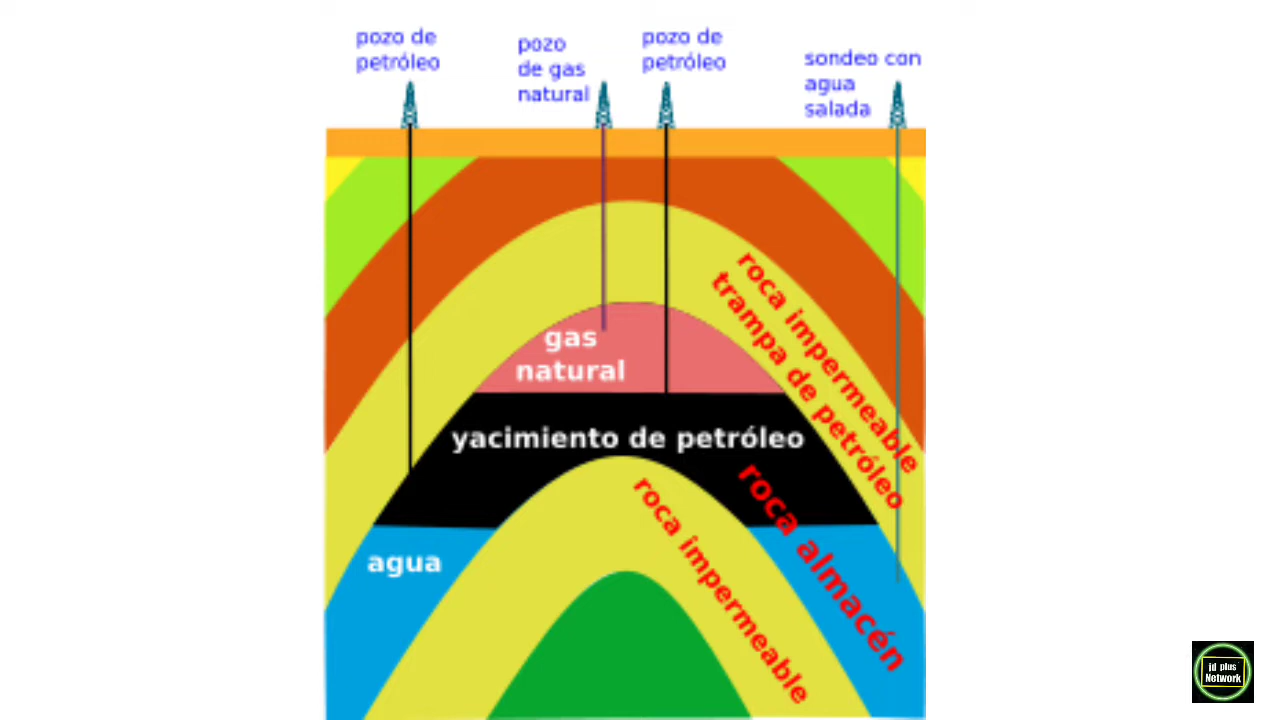 pozo de
petróleo
pozo
de gas
natural
pozo de
petróleo
sondeo con
agua
salada
roca impermeable
trampa de petróleo
gas
natural
yacimiento de petróleo
roca almacén
roca impermeable
agua
id plus
Network